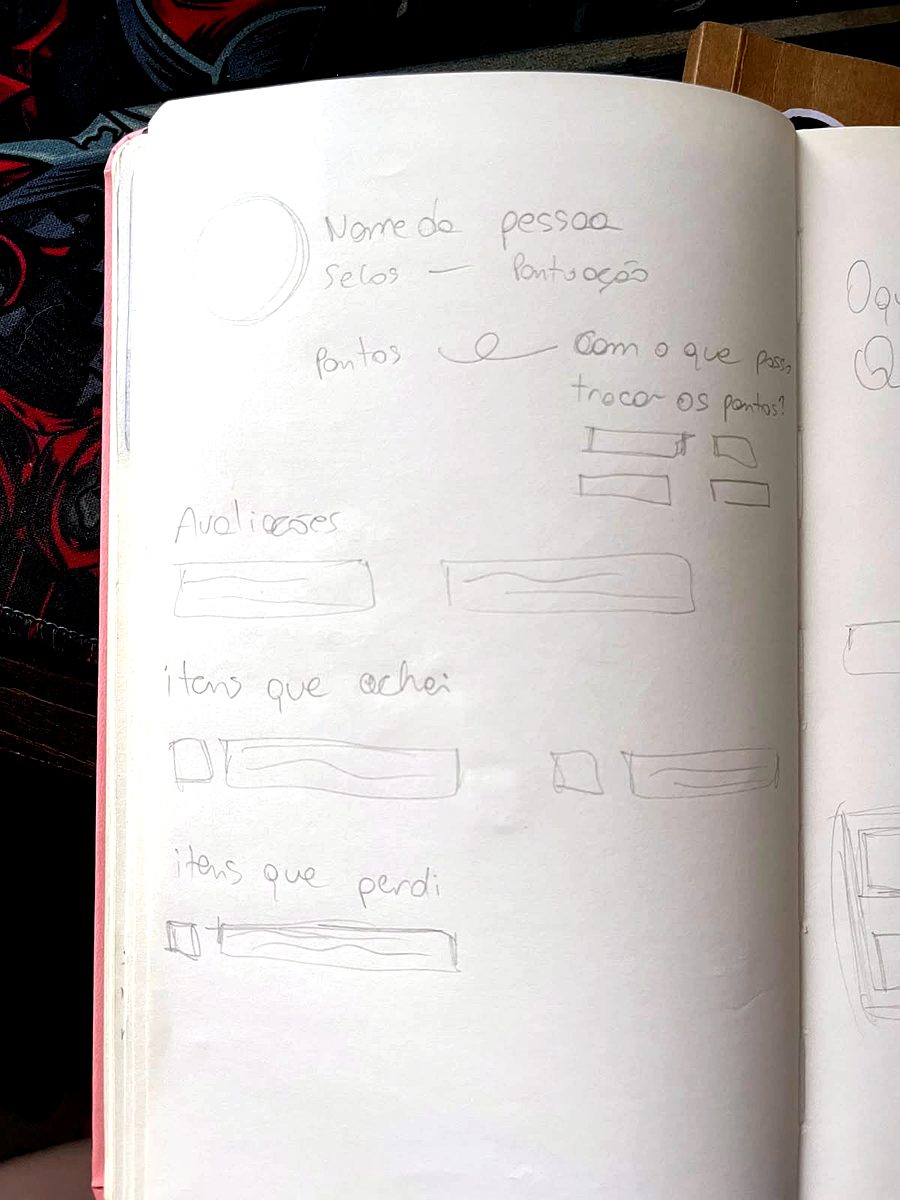 Nome da pessoa
Selos — Pontuação
Pontos
Com o que posso
trocar os pontos?
Avaliações
itens que achei
itens que perdi